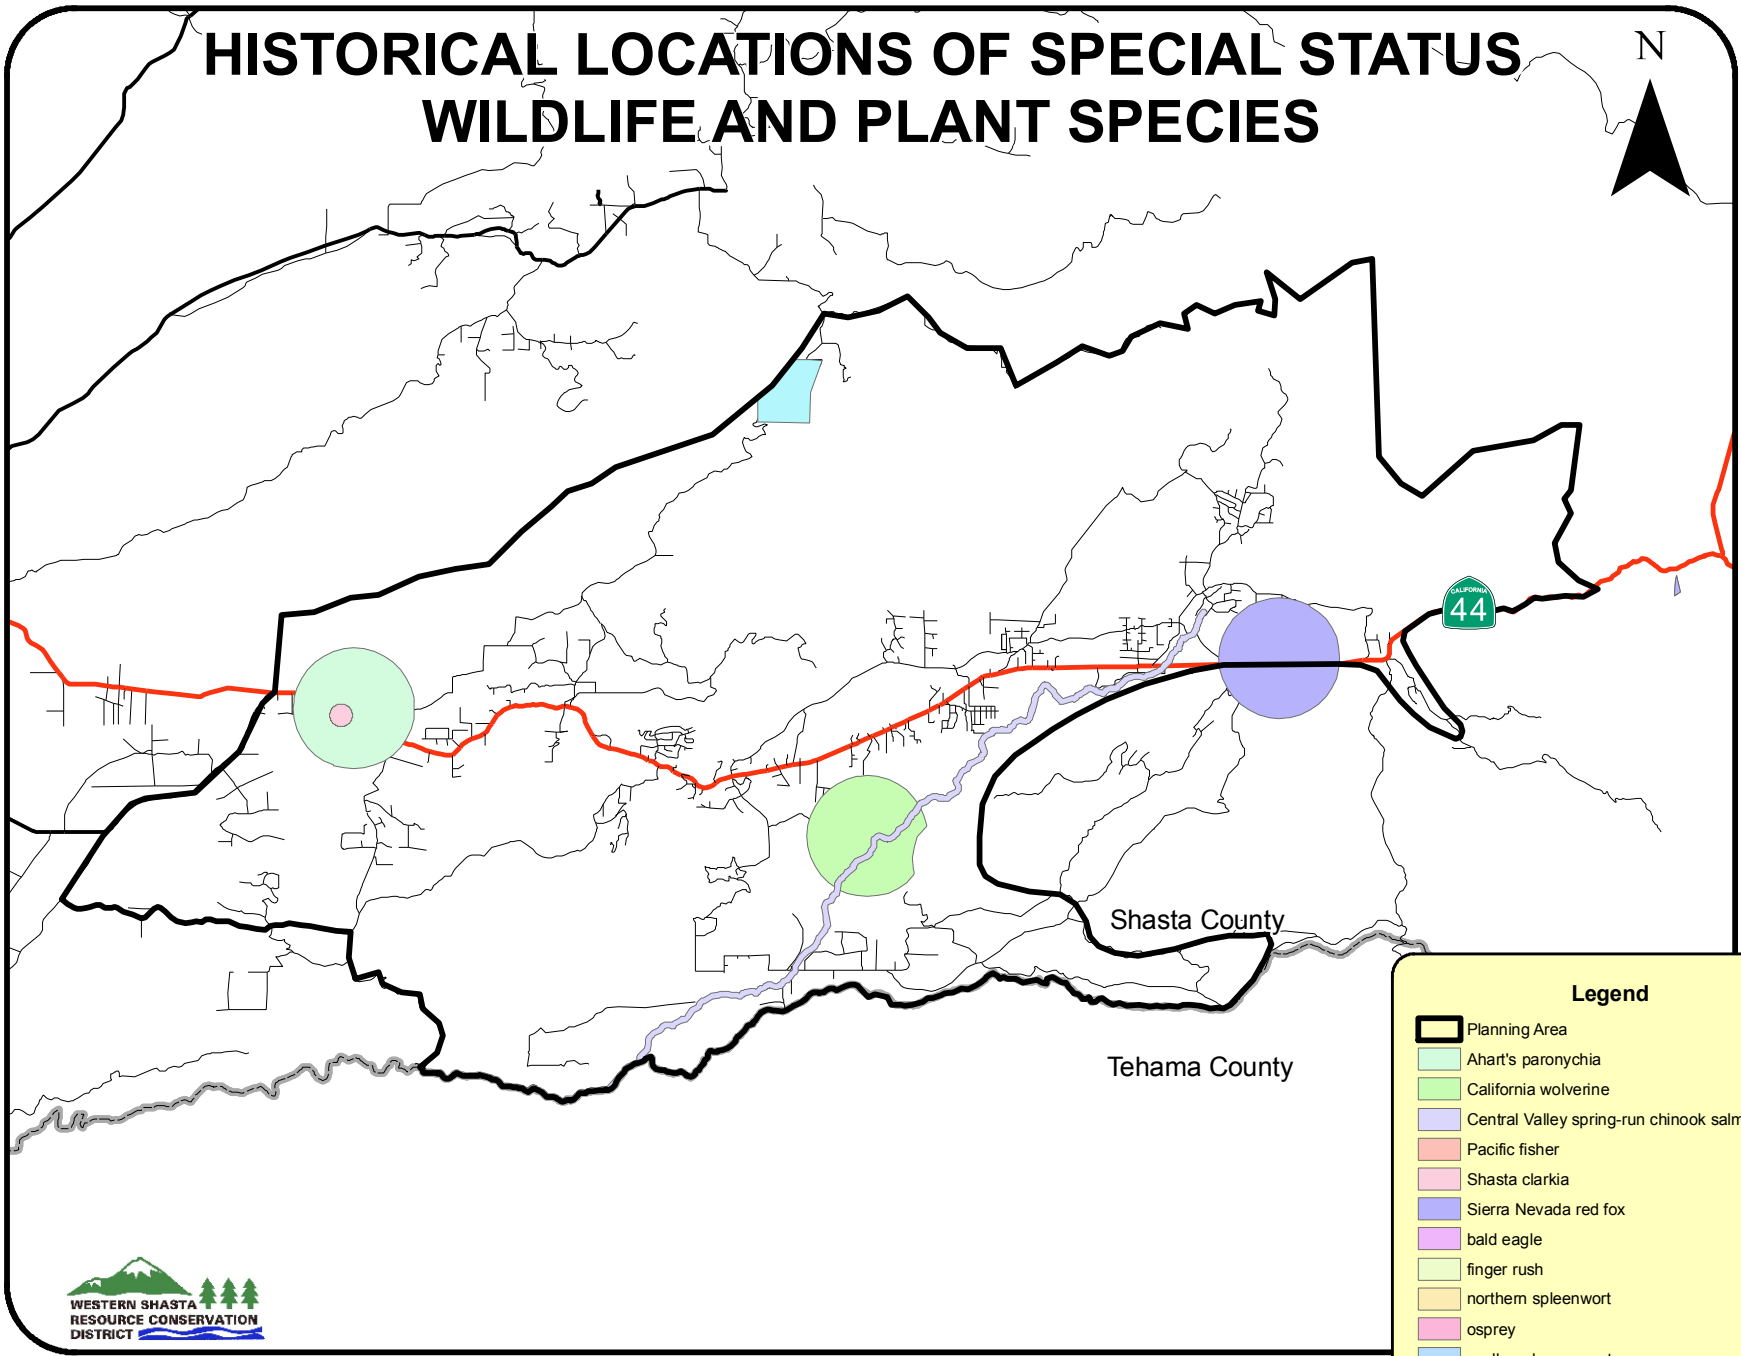 HISTORICAL LOCATIONS OF SPECIAL STATUS
WILDLIFE AND PLANT SPECIES
N
CALIFORNIA
44
Shasta County
Tehama County
Legend
Planning Area
Ahart's paronychia
California wolverine
Central Valley spring-run chinook salm
Pacific fisher
Shasta clarkia
Sierra Nevada red fox
bald eagle
finger rush
northern spleenwort
osprey
WESTERN SHASTA
RESOURCE CONSERVATION
DISTRICT